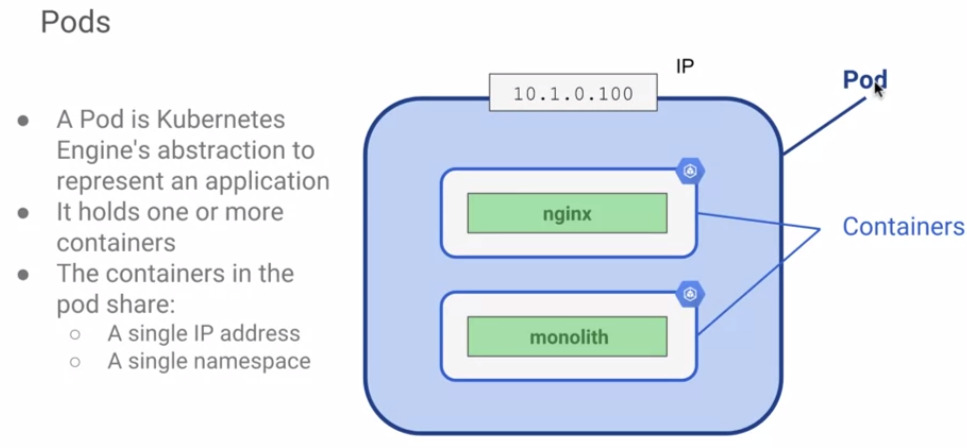 Pods
● A Pod is Kubernetes
Engine's abstraction to
represent an application
● It holds one or more
containers
● The containers in the
pod share:
○ A single IP address
○ A single namespace
IP
10.1.0.100
Pod
nginx
Containers
monolith